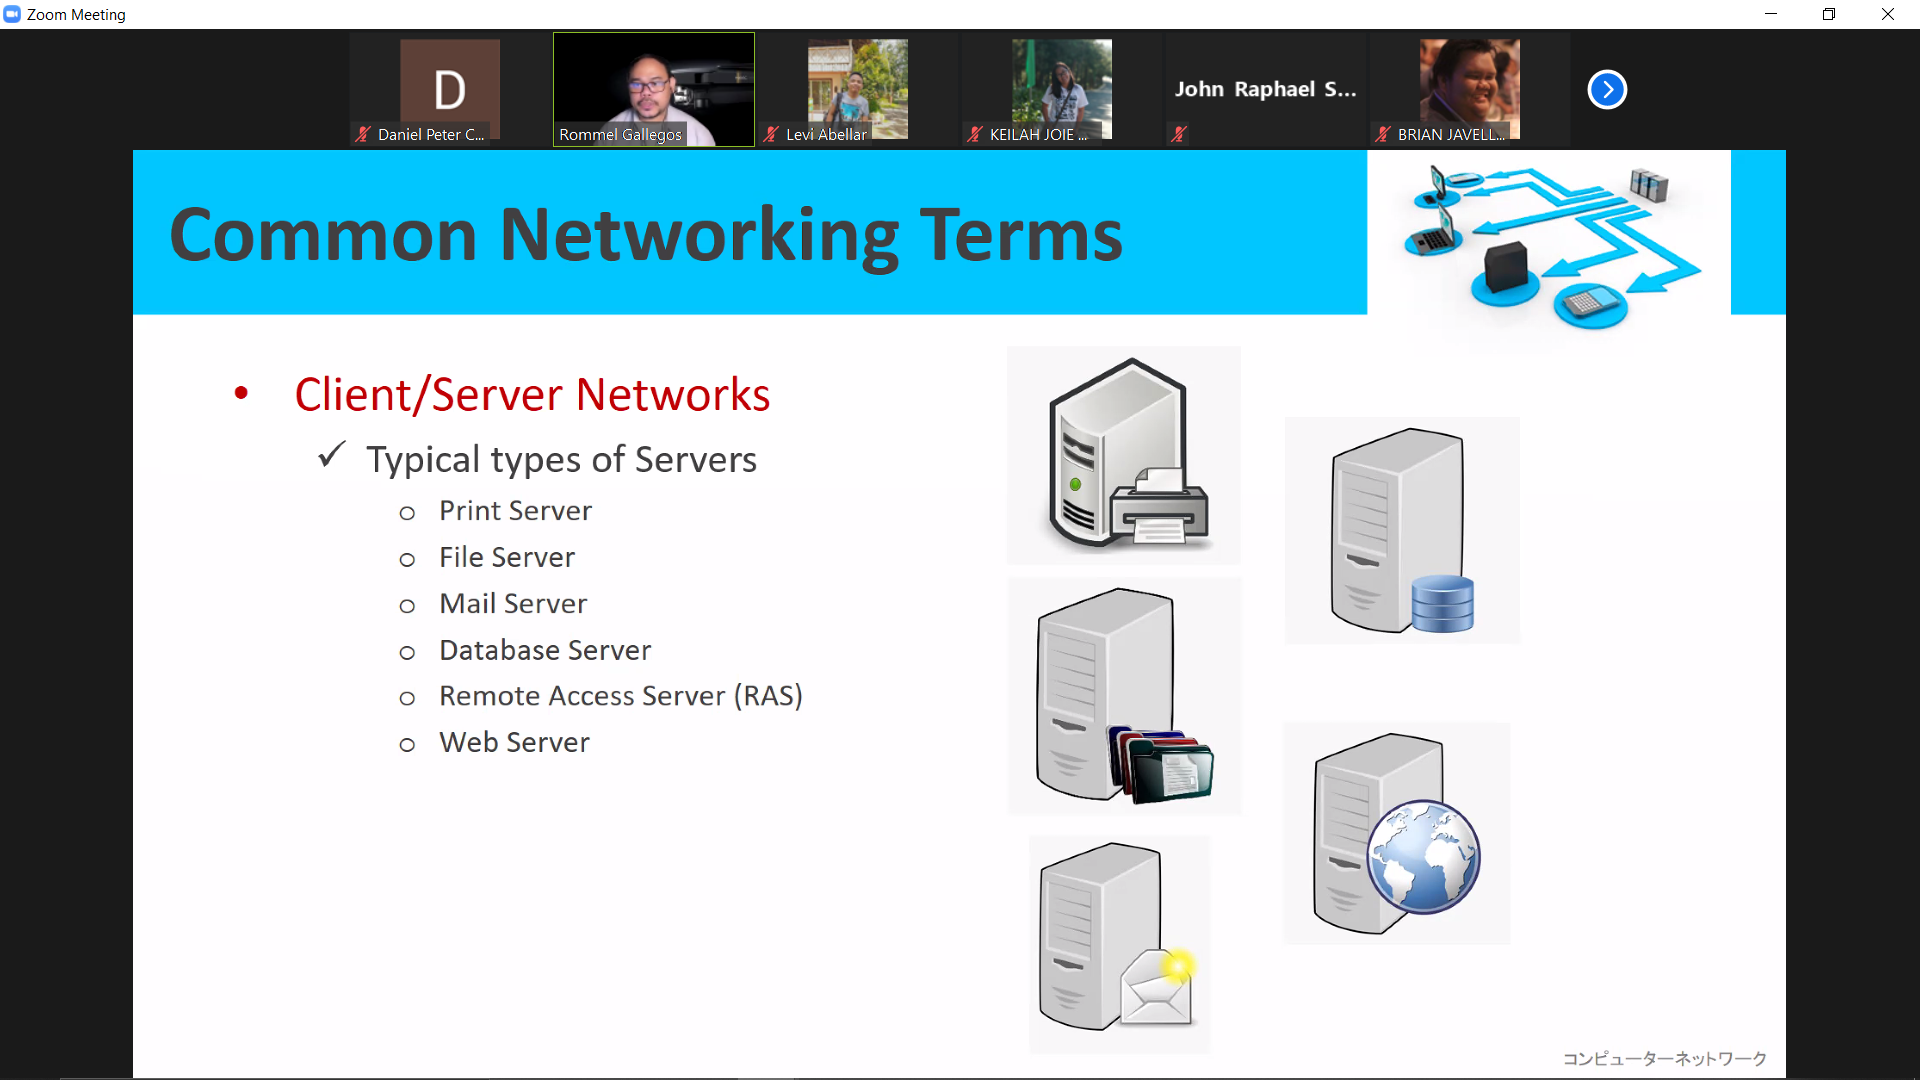 Zoom Meeting
D
Daniel Peter C...
Rommel Gallegos
Levi Abellar
KEILAH JOIE ...
John Raphael S...
BRIAN JAVELL...
Common Networking Terms
• Client/Server Networks
✓ Typical types of Servers
o Print Server
o File Server
o Mail Server
o Database Server
o Remote Access Server (RAS)
o Web Server
コンピューターネットワーク